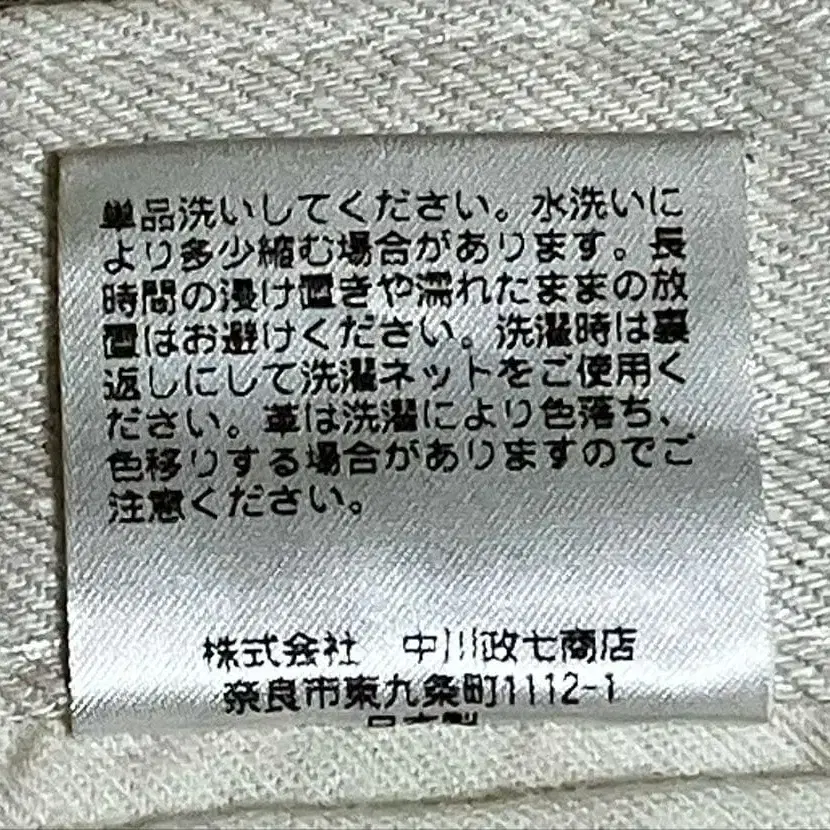 単品洗いしてください。水洗いに
より多少縮む場合があります。長
時間の浸け置きや濡れたままの放
置はお避けください。洗濯時は裏
返しにして洗濯ネットをご使用く
ださい。革は洗濯により色落ち、
色移りする場合がありますのでご
注意ください。
株式会社 中川政七商店
奈良市東九条町1112-1
日本製